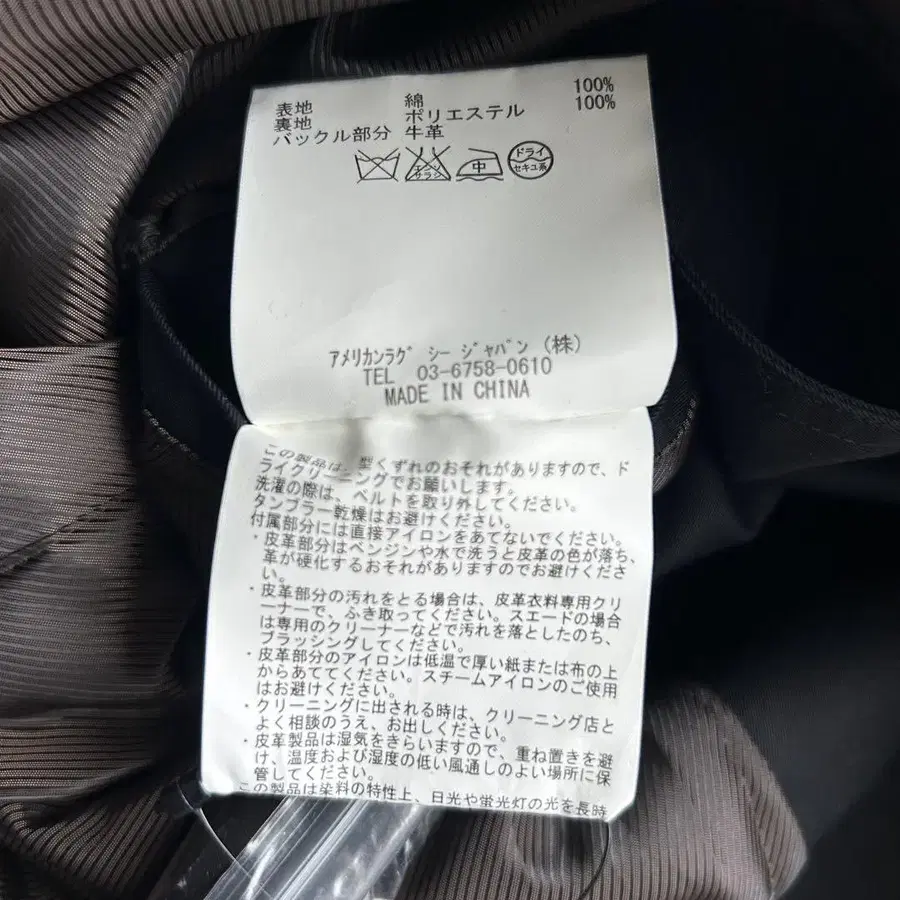 表地 綿 100%
裏地 ポリエステル 100%
バックル部分 牛革
エンソ サラシ 中 ドライ セキユ系
アメリカンラグ シー ジャパン (株)
TEL 03-6758-0610
MADE IN CHINA
この製品は、型くずれのおそれがありますので、ド
ライクリーニングでお願いします。
洗濯の際は、ベルトを取り外してください。
タンブラー乾燥はお避けください。
付属部分には直接アイロンをあてないでください。
・皮革部分はベンジンや水で洗うと皮革の色が落ち、
革が硬化するおそれがありますのでお避けくださ
い。
・皮革部分の汚れをとる場合は、皮革衣料専用クリ
ーナーで、ふき取ってください。スエードの場合
は専用のクリーナーなどで汚れを落としたのち、
ブラッシングしてください。
・皮革部分のアイロンは低温で厚い紙または布の上
からあててください。スチームアイロンのご使用
はお避けください。
・クリーニングに出される時は、クリーニング店と
よく相談のうえ、お出しください。
・皮革製品は湿気をきらいますので、重ね置きを避
け、温度および湿度の低い風通しのよい場所に保
管してください。
この製品は染料の特性上、日光や蛍光灯の光を長時